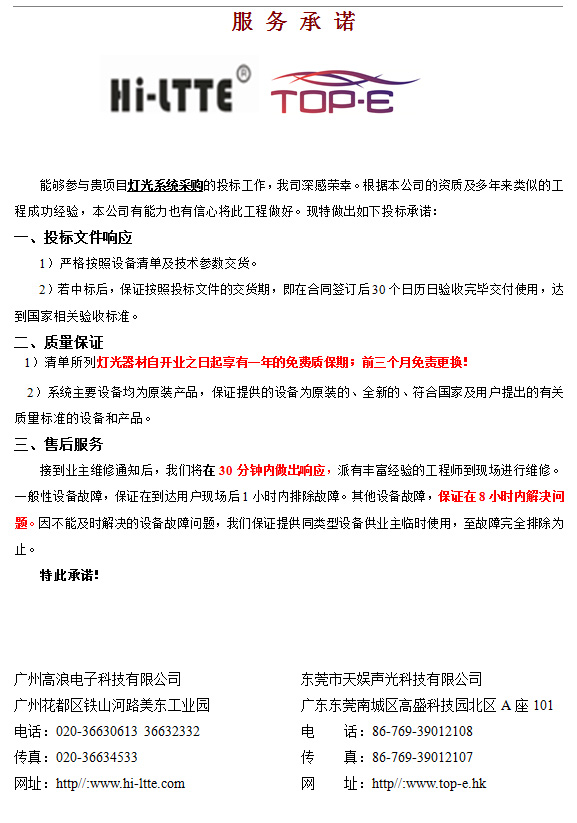 服 务 承 诺
Hi-LTTE® TOP-E
能够参与贵项目灯光系统采购的投标工作，我司深感荣幸。根据本公司的资质及多年来类似的工
程成功经验，本公司有能力也有信心将此工程做好。现特做出如下投标承诺：
一、投标文件响应
1）严格按照设备清单及技术参数交货。
2）若中标后，保证按照投标文件的交货期，即在合同签订后 30 个日历日验收完毕交付使用，达
到国家相关验收标准。
二、质量保证
1）清单所列灯光器材自开业之日起享有一年的免费质保期；前三个月免责更换！
2）系统主要设备均为原装产品，保证提供的设备为原装的、全新的、符合国家及用户提出的有关
质量标准的设备和产品。
三、售后服务
接到业主维修通知后，我们将在 30 分钟内做出响应，派有丰富经验的工程师到现场进行维修。
一般性设备故障，保证在到达用户现场后 1 小时内排除故障。其他设备故障，保证在 8 小时内解决问
题。因不能及时解决的设备故障问题，我们保证提供同类型设备供业主临时使用，至故障完全排除为
止。
特此承诺！
广州高浪电子科技有限公司 东莞市天娱声光科技有限公司
广州花都区铁山河路美东工业园 广东东莞南城区高盛科技园北区 A 座 101
电话：020-36630613 36632332 电 话：86-769-39012108
传真：020-36634533 传 真：86-769-39012107
网址：http//:www.hi-ltte.com 网 址：http//:www.top-e.hk